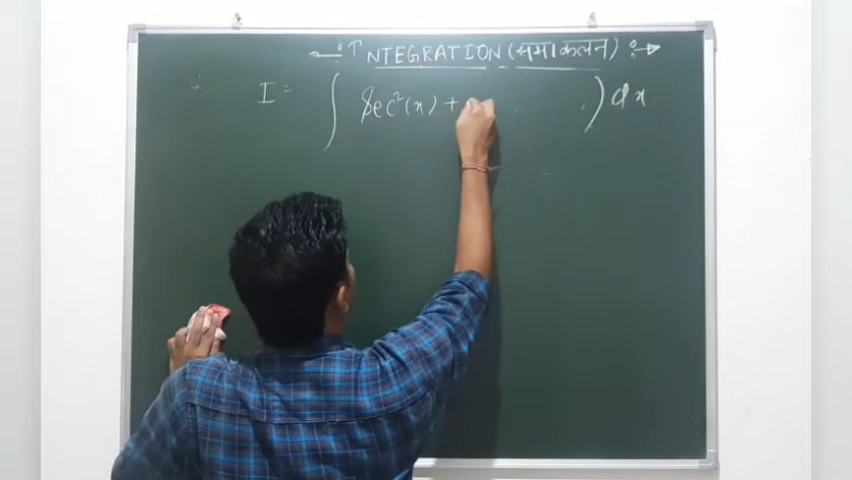 INTEGRATION (समाकलन)
I = ∫ sec²(x) + ) dx